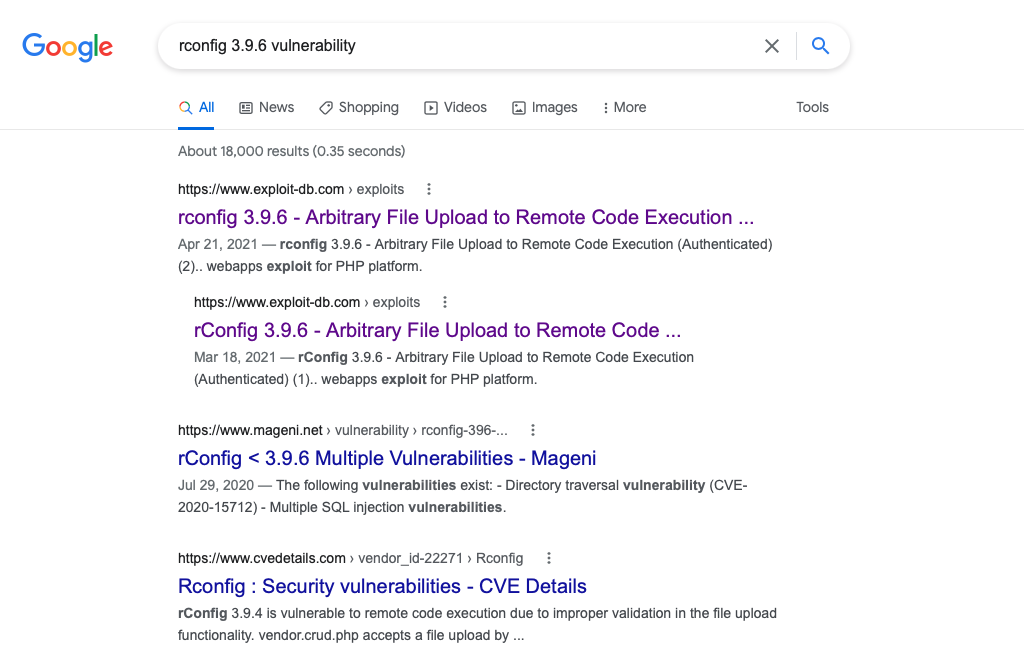 Google
rconfig 3.9.6 vulnerability
All News Shopping Videos Images More Tools
About 18,000 results (0.35 seconds)
https://www.exploit-db.com › exploits
rconfig 3.9.6 - Arbitrary File Upload to Remote Code Execution ...
Apr 21, 2021 — rconfig 3.9.6 - Arbitrary File Upload to Remote Code Execution (Authenticated)
(2).. webapps exploit for PHP platform.
https://www.exploit-db.com › exploits
rConfig 3.9.6 - Arbitrary File Upload to Remote Code ...
Mar 18, 2021 — rConfig 3.9.6 - Arbitrary File Upload to Remote Code Execution
(Authenticated) (1).. webapps exploit for PHP platform.
https://www.mageni.net › vulnerability › rconfig-396-...
rConfig < 3.9.6 Multiple Vulnerabilities - Mageni
Jul 29, 2020 — The following vulnerabilities exist: - Directory traversal vulnerability (CVE-
2020-15712) - Multiple SQL injection vulnerabilities.
https://www.cvedetails.com › vendor_id-22271 › Rconfig
Rconfig : Security vulnerabilities - CVE Details
rConfig 3.9.4 is vulnerable to remote code execution due to improper validation in the file upload
functionality. vendor.crud.php accepts a file upload by ...